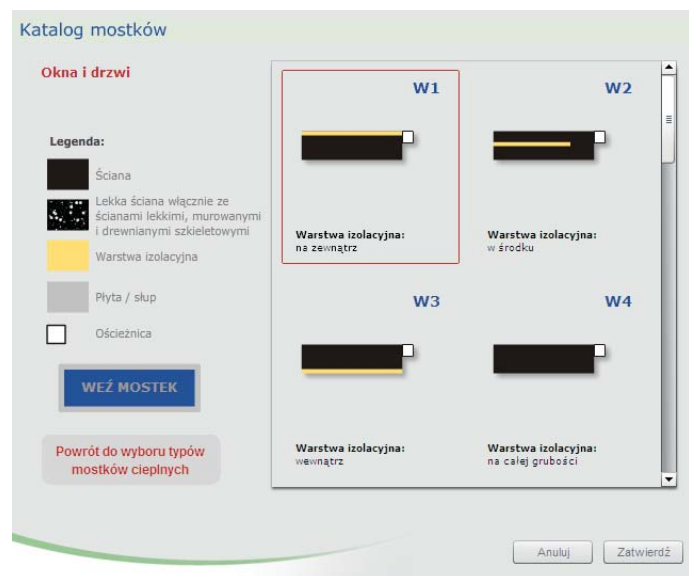 Katalog mostków
Okna i drzwi
Legenda:
Ściana
Lekka ściana włącznie ze
ścianami lekkimi, murowanymi
i drewnianymi szkieletowymi
Warstwa izolacyjna
Płyta / słup
Ościeżnica
WEŹ MOSTEK
Powrót do wyboru typów
mostków cieplnych
W1
Warstwa izolacyjna:
na zewnątrz
W2
Warstwa izolacyjna:
w środku
W3
Warstwa izolacyjna:
wewnątrz
W4
Warstwa izolacyjna:
na całej grubości
Anuluj
Zatwierdź